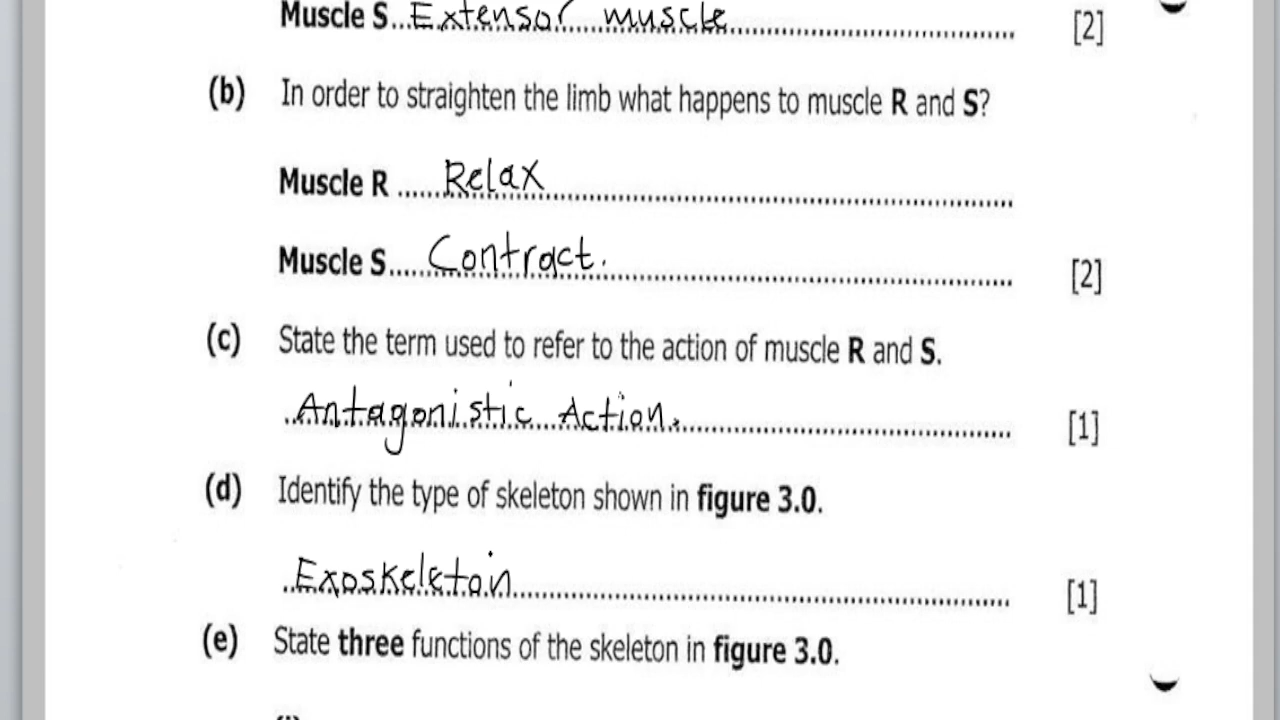 Muscle S...Extensor muscle.......... [2]
(b) In order to straighten the limb what happens to muscle R and S?
Muscle R ......Relax..........
Muscle S.....Contract........... [2]
(c) State the term used to refer to the action of muscle R and S.
..Antagonistic Action........... [1]
(d) Identify the type of skeleton shown in figure 3.0.
..Exoskeleton.......... [1]
(e) State three functions of the skeleton in figure 3.0.